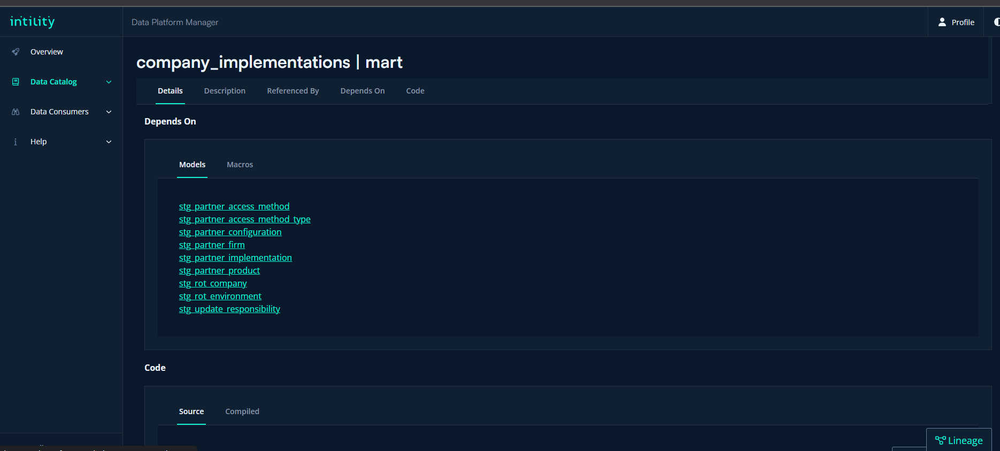 intility
Data Platform Manager
Profile
Overview
Data Catalog
Data Consumers
Help
company_implementations | mart
Details
Description
Referenced By
Depends On
Code
Depends On
Models
Macros
stg_partner_access_method
stg_partner_access_method_type
stg_partner_configuration
stg_partner_firm
stg_partner_implementation
stg_partner_product
stg_rot_company
stg_rot_environment
stg_update_responsibility
Code
Source
Compiled
Lineage